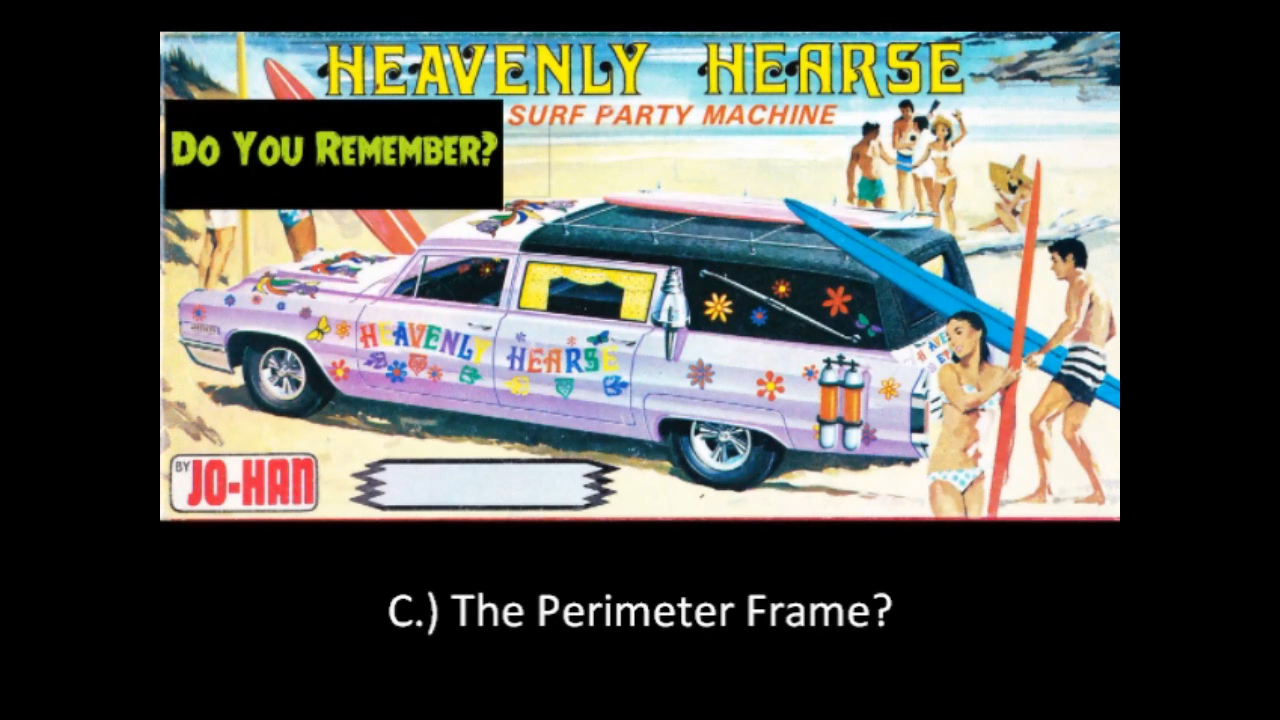 HEAVENLY HEARSE
SURF PARTY MACHINE
DO YOU REMEMBER?
HEAVENLY HEARSE
BY JO-HAN
C.) The Perimeter Frame?